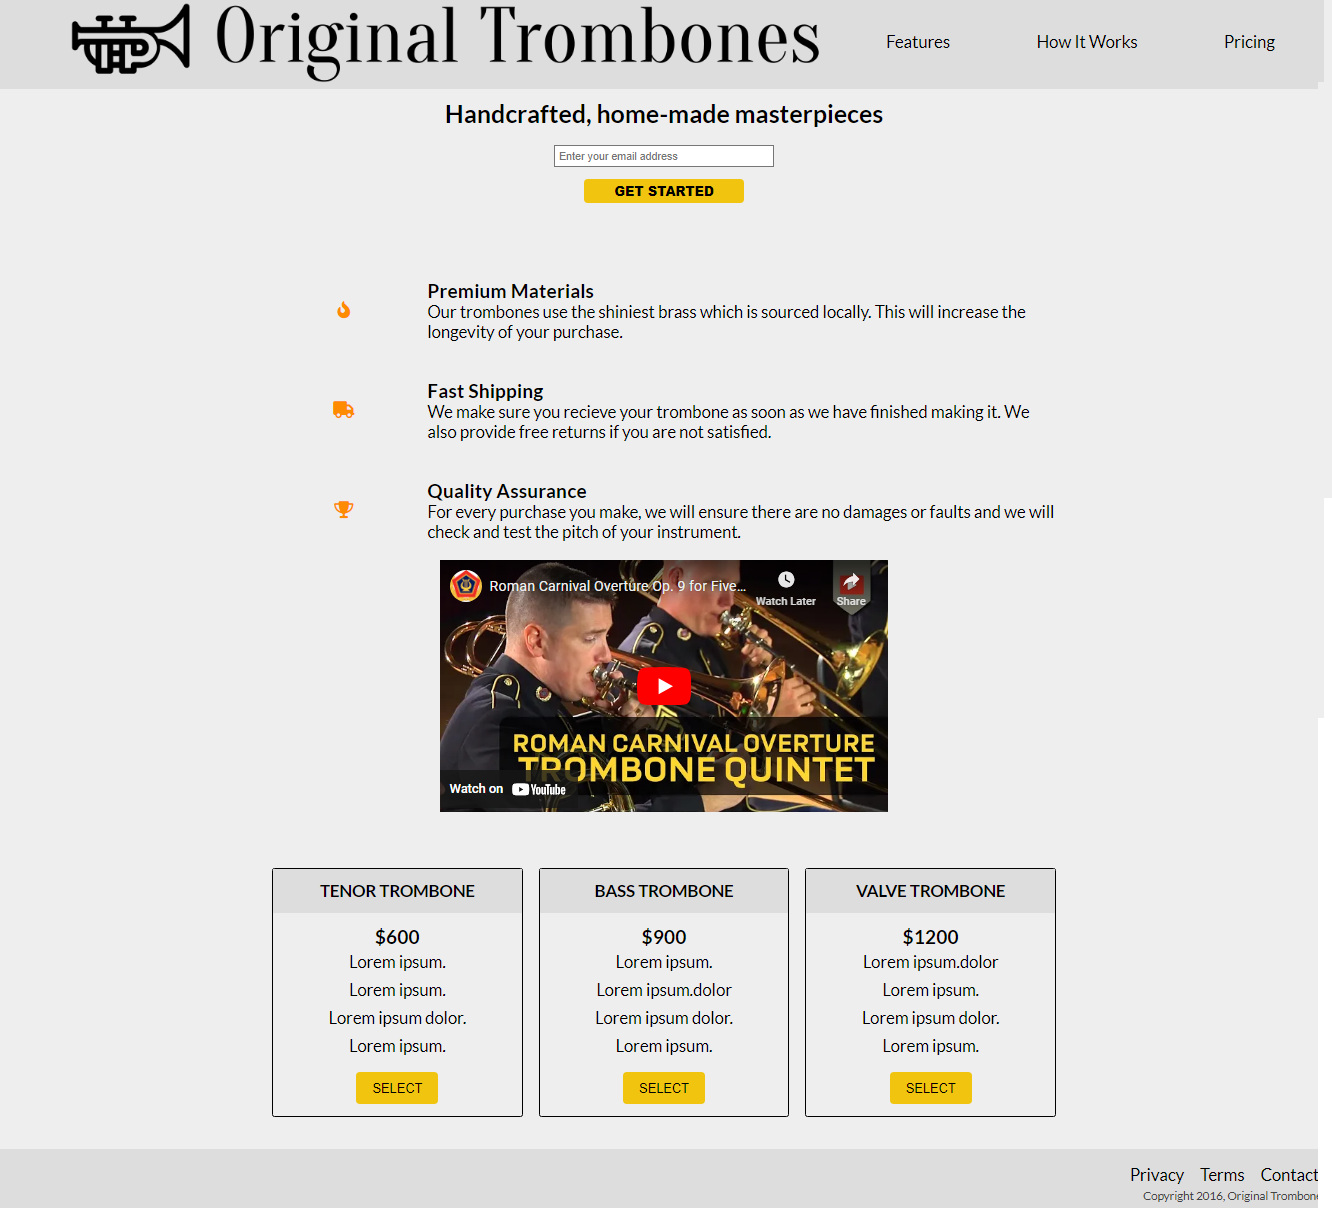 Original Trombones
Features
How It Works
Pricing
Handcrafted, home-made masterpieces
Enter your email address
GET STARTED
Premium Materials
Our trombones use the shiniest brass which is sourced locally. This will increase the
longevity of your purchase.
Fast Shipping
We make sure you recieve your trombone as soon as we have finished making it. We
also provide free returns if you are not satisfied.
Quality Assurance
For every purchase you make, we will ensure there are no damages or faults and we will
check and test the pitch of your instrument.
Roman Carnival Overture Op. 9 for Five...
Watch Later
Share
ROMAN CARNIVAL OVERTURE
TROMBONE QUINTET
Watch on YouTube
TENOR TROMBONE
$600
Lorem ipsum.
Lorem ipsum.
Lorem ipsum dolor.
Lorem ipsum.
SELECT
BASS TROMBONE
$900
Lorem ipsum.
Lorem ipsum.dolor
Lorem ipsum dolor.
Lorem ipsum.
SELECT
VALVE TROMBONE
$1200
Lorem ipsum.dolor
Lorem ipsum.
Lorem ipsum dolor.
Lorem ipsum.
SELECT
Privacy Terms Contact
Copyright 2016, Original Trombone